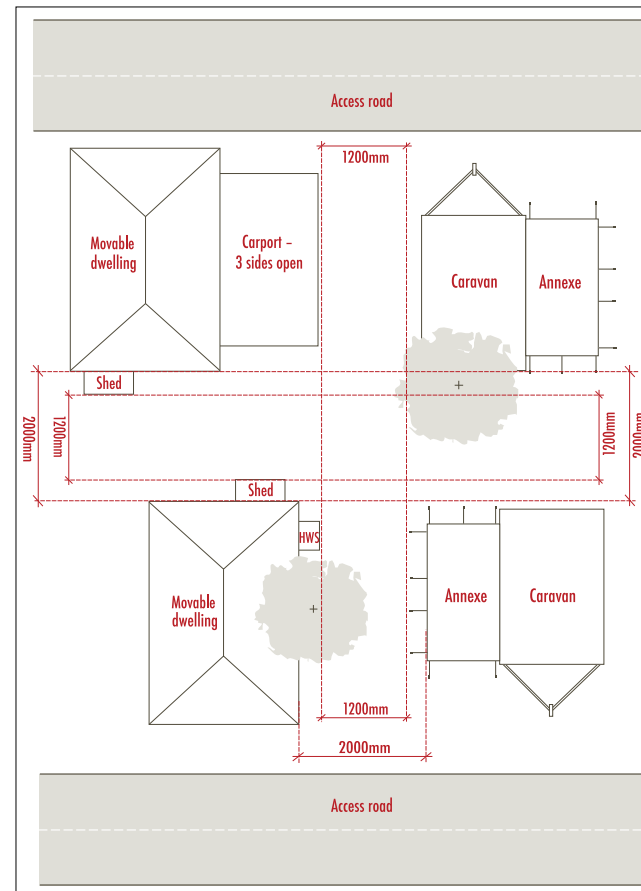 Access road
1200mm
Movable
dwelling
Carport –
3 sides open
Caravan
Annexe
Shed
2000mm
1200mm
1200mm
2000mm
Shed
HWS
Movable
dwelling
Annexe
Caravan
1200mm
2000mm
Access road